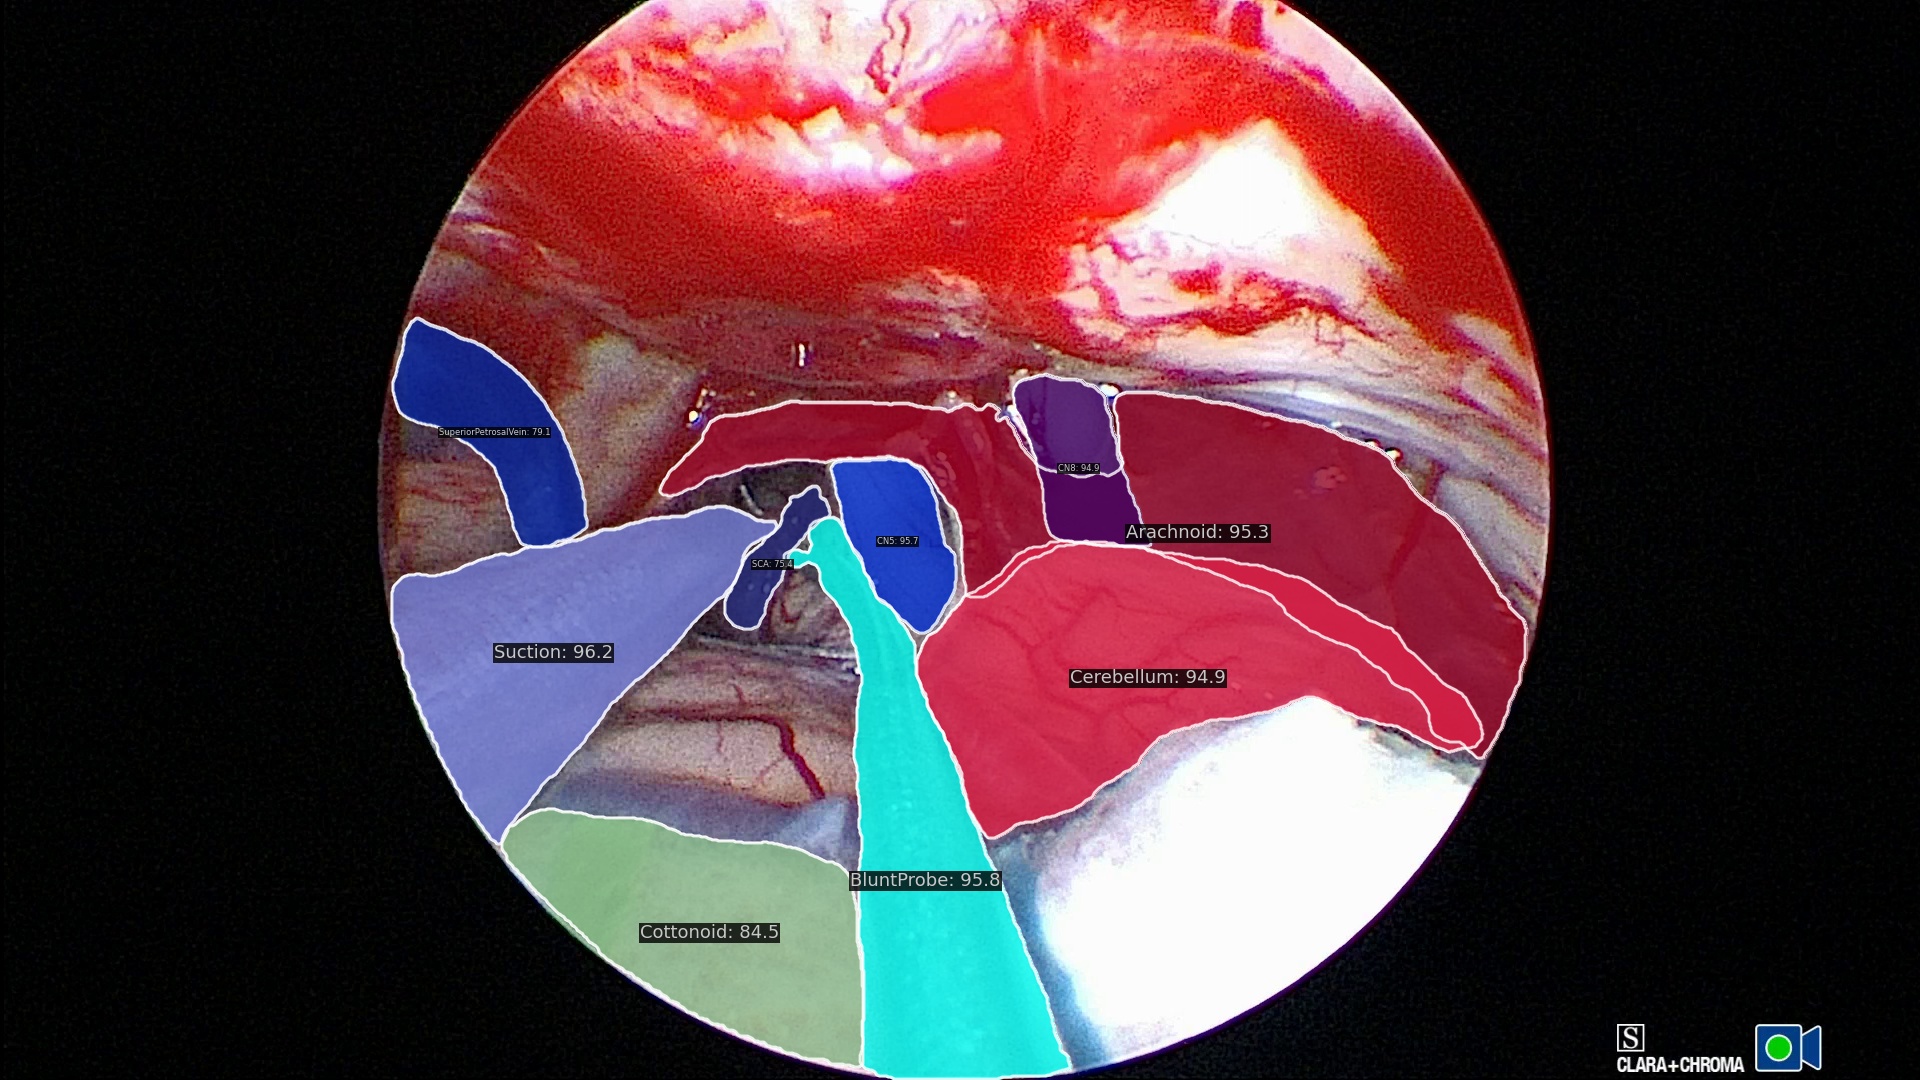 SuperiorPetrosalVein: 79.1
CN8: 94.9
Arachnoid: 95.3
CN5: 95.7
SCA: 75.4
Suction: 96.2
Cerebellum: 94.9
BluntProbe: 95.8
Cottonoid: 84.5
S
CLARA+CHROMA